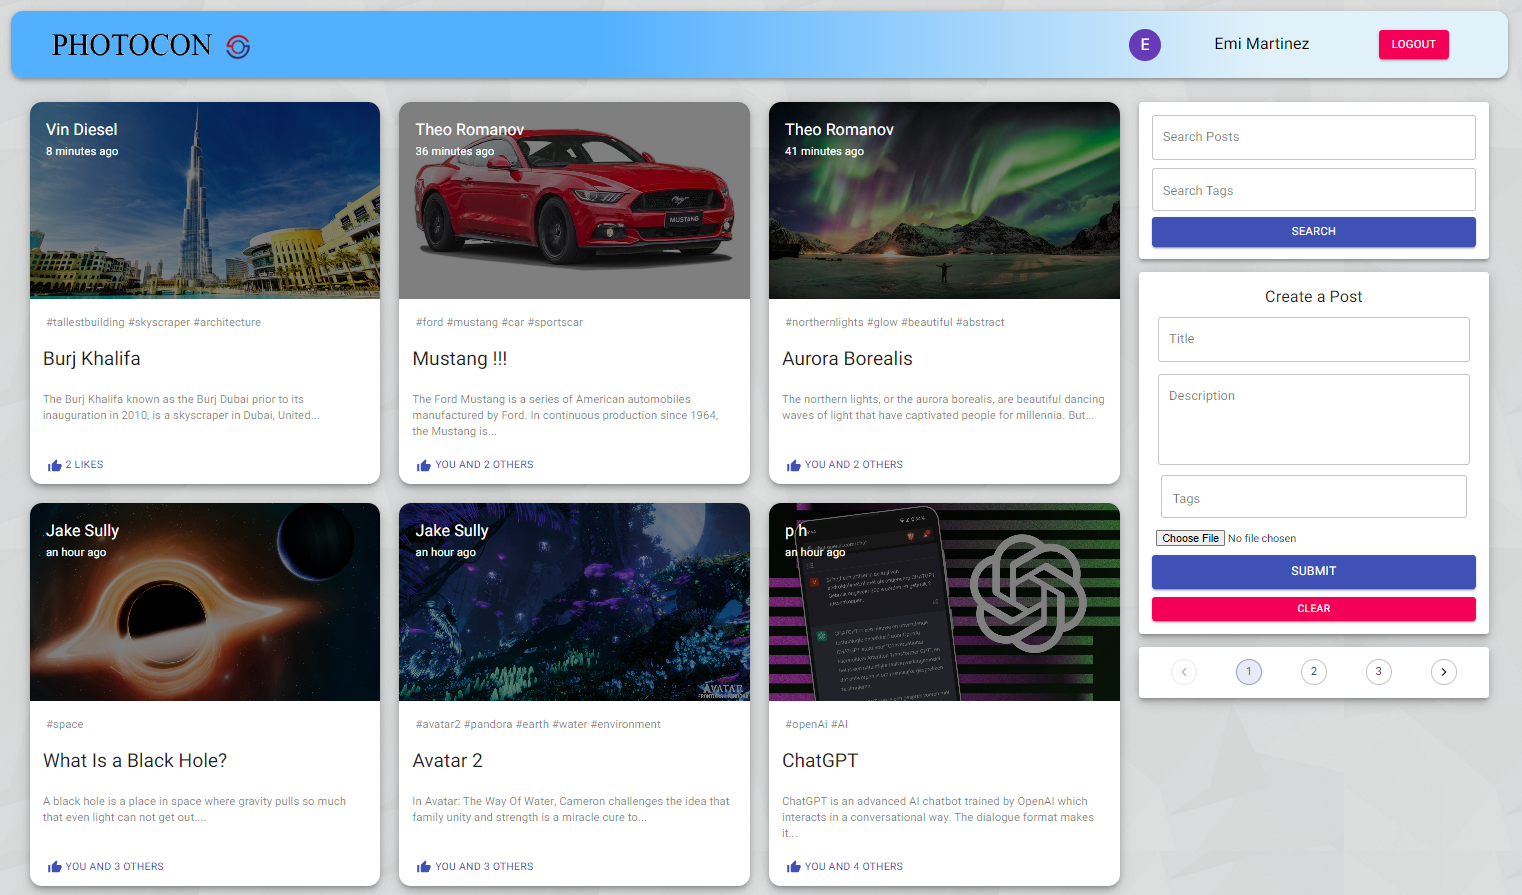 PHOTOCON
E
Emi Martinez
LOGOUT
Vin Diesel
8 minutes ago
#tallestbuilding #skyscraper #architecture
Burj Khalifa
The Burj Khalifa known as the Burj Dubai prior to its
inauguration in 2010, is a skyscraper in Dubai, United...
2 LIKES
Theo Romanov
36 minutes ago
MUSTANG
#ford #mustang #car #sportscar
Mustang !!!
The Ford Mustang is a series of American automobiles
manufactured by Ford. In continuous production since 1964,
the Mustang is...
YOU AND 2 OTHERS
Theo Romanov
41 minutes ago
#northernlights #glow #beautiful #abstract
Aurora Borealis
The northern lights, or the aurora borealis, are beautiful dancing
waves of light that have captivated people for millennia. But...
YOU AND 2 OTHERS
Jake Sully
an hour ago
#space
What Is a Black Hole?
A black hole is a place in space where gravity pulls so much
that even light can not get out....
YOU AND 3 OTHERS
Jake Sully
an hour ago
AVATAR
#avatar2 #pandora #earth #water #environment
Avatar 2
In Avatar: The Way Of Water, Cameron challenges the idea that
family unity and strength is a miracle cure to...
YOU AND 3 OTHERS
p h
an hour ago
#openAi #AI
ChatGPT
ChatGPT is an advanced AI chatbot trained by OpenAI which
interacts in a conversational way. The dialogue format makes
it...
YOU AND 4 OTHERS
Search Posts
Search Tags
SEARCH
Create a Post
Title
Description
Tags
Choose File No file chosen
SUBMIT
CLEAR
1 2 3